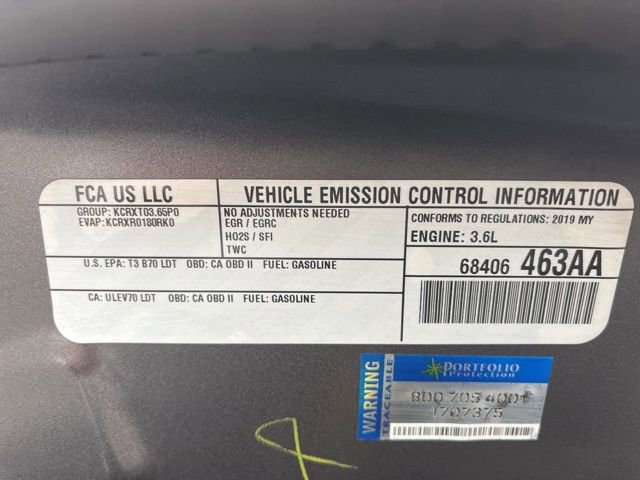 FCA US LLC
VEHICLE EMISSION CONTROL INFORMATION
GROUP: KCRXT03.65P0
EVAP: KCRXR0180RK0
NO ADJUSTMENTS NEEDED
EGR / EGRC
HO2S / SFI
TWC
CONFORMS TO REGULATIONS: 2019 MY
ENGINE: 3.6L
U.S. EPA: T3 B70 LDT OBD: CA OBD II FUEL: GASOLINE
68406 463AA
CA: ULEV70 LDT OBD: CA OBD II FUEL: GASOLINE
WARNING
TRACEABLE
PORTFOLIO
Protection
800 705 4001
1707375